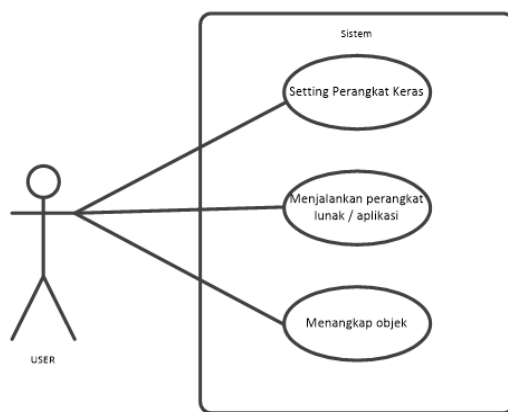 Sistem
Setting Perangkat Keras
Menjalankan perangkat
lunak / aplikasi
Menangkap objek
USER